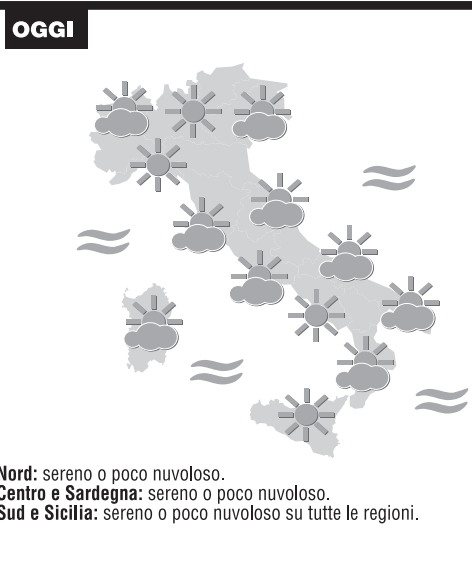 OGGI
Nord: sereno o poco nuvoloso.
Centro e Sardegna: sereno o poco nuvoloso.
Sud e Sicilia: sereno o poco nuvoloso su tutte le regioni.